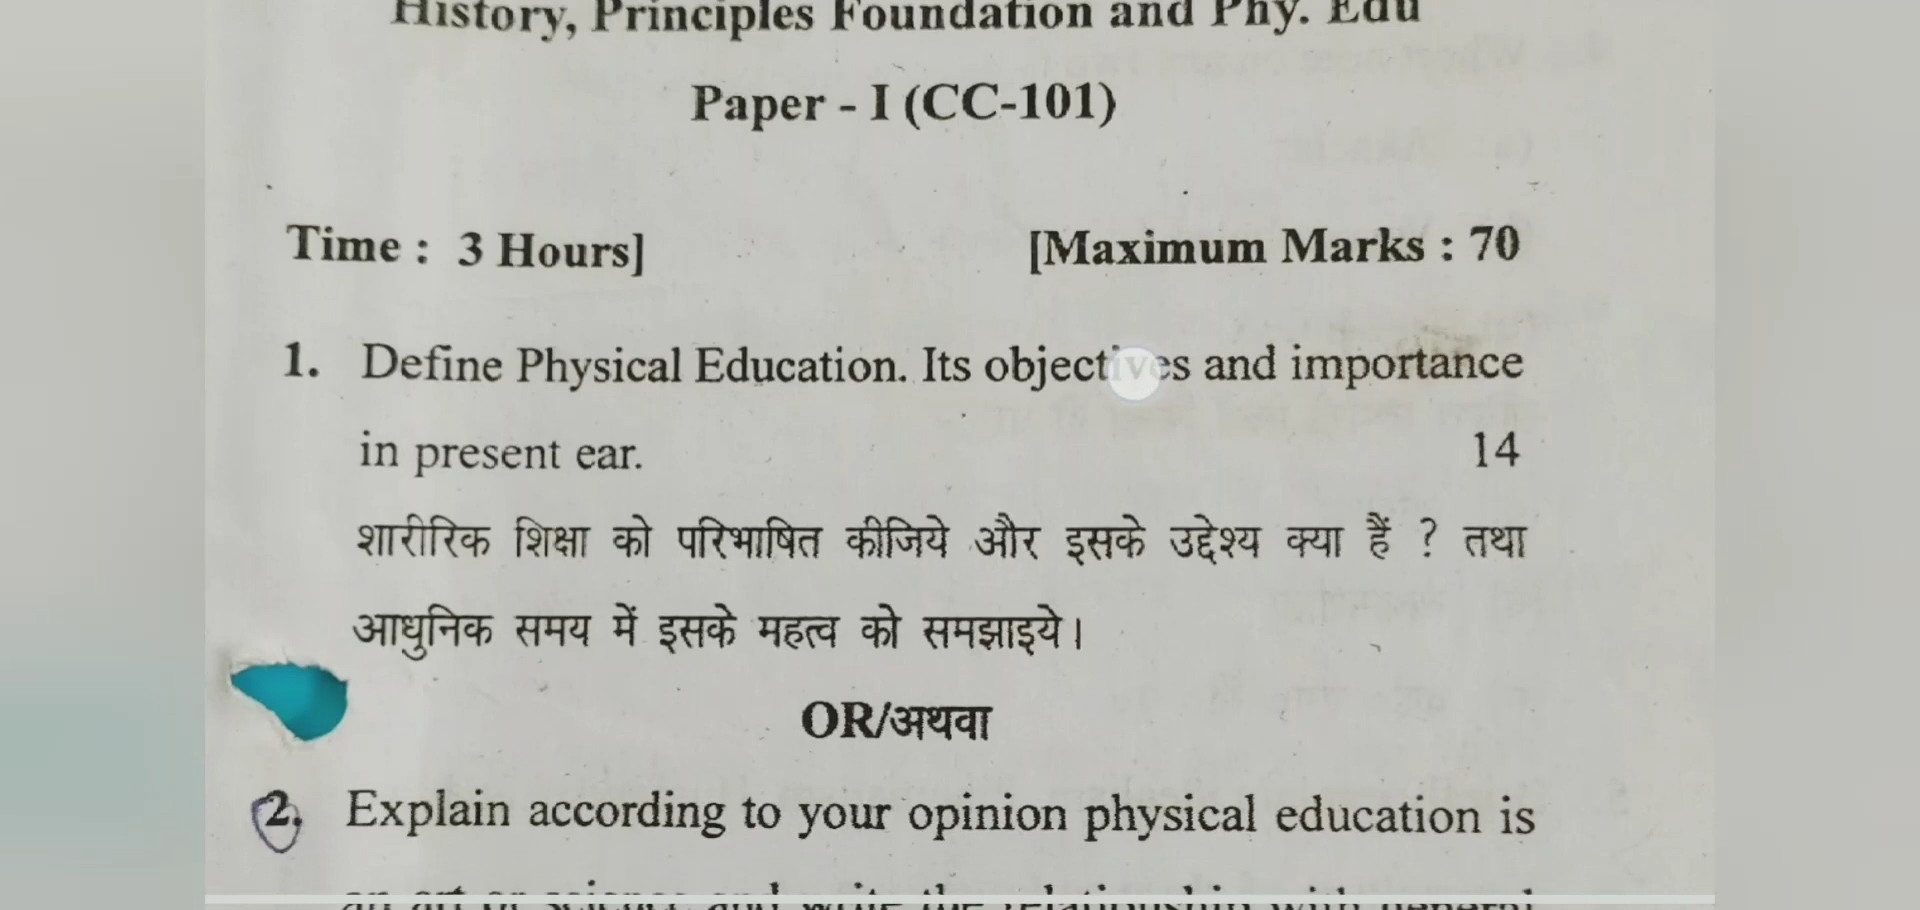 History, Principles Foundation and Phy. Edu
Paper - I (CC-101)
Time : 3 Hours] [Maximum Marks : 70
1. Define Physical Education. Its objectives and importance
in present ear. 14
शारीरिक शिक्षा को परिभाषित कीजिये और इसके उद्देश्य क्या हैं ? तथा
आधुनिक समय में इसके महत्व को समझाइये।
OR/अथवा
2. Explain according to your opinion physical education is